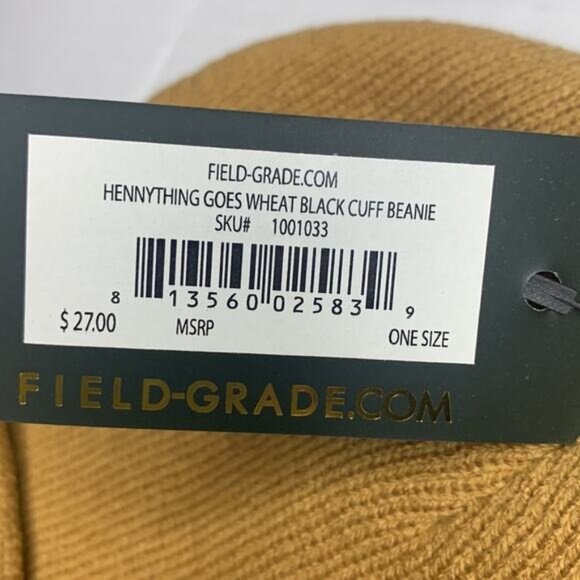 FIELD-GRADE.COM
HENNYTHING GOES WHEAT BLACK CUFF BEANIE
SKU# 1001033
8 13560 02583 9
$ 27.00 MSRP ONE SIZE
FIELD-GRADE.COM